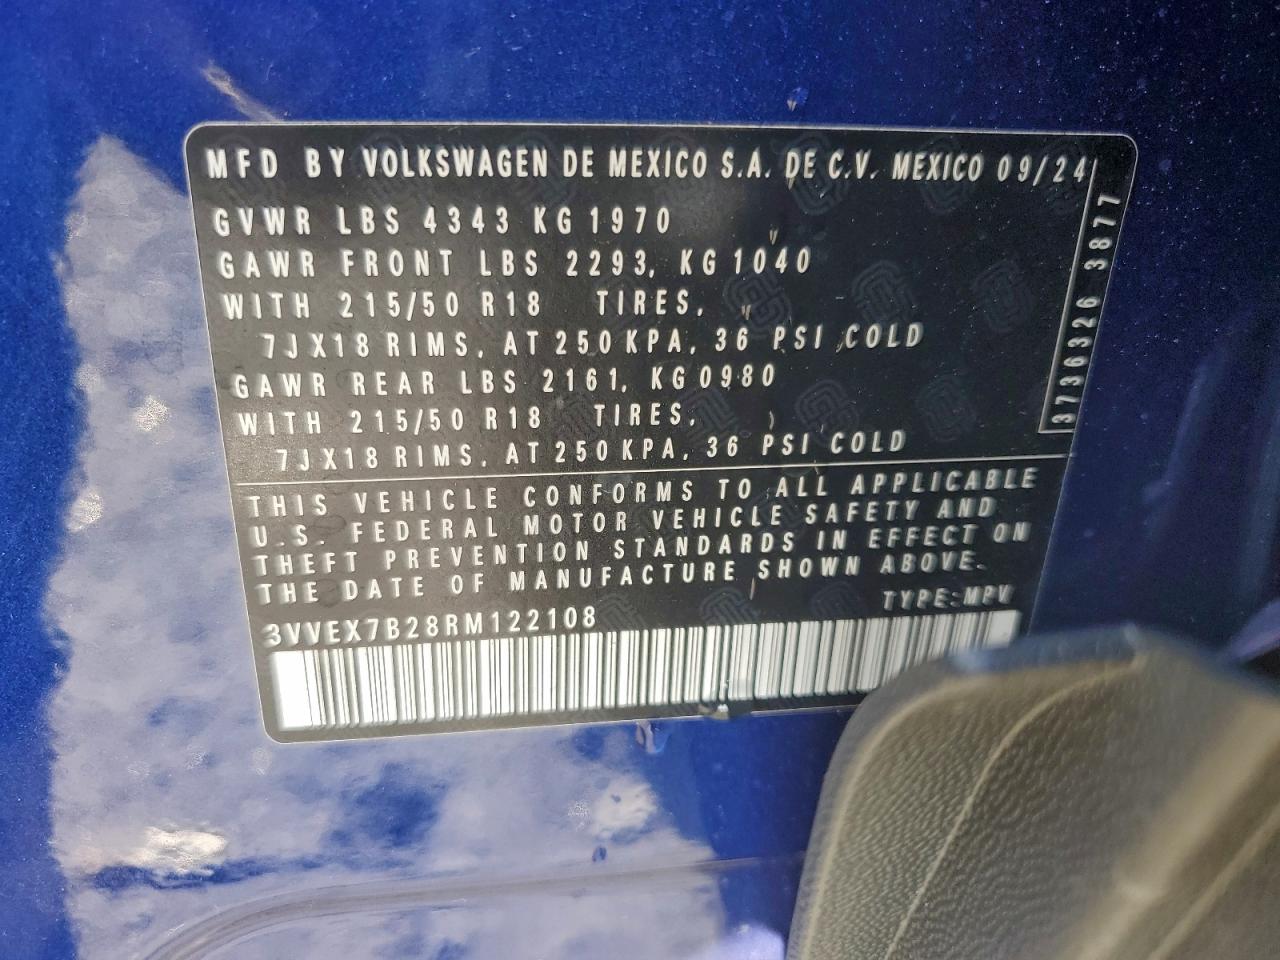 MFD BY VOLKSWAGEN DE MEXICO S.A. DE C.V. MEXICO 09/24
GVWR LBS 4343 KG 1970
GAWR FRONT LBS 2293, KG 1040
WITH 215/50 R18 TIRES,
7JX18 RIMS, AT 250 KPA, 36 PSI COLD
GAWR REAR LBS 2161, KG0980
WITH 215/50 R18 TIRES,
7JX18 RIMS, AT 250 KPA, 36 PSI COLD
3736326 3877
THIS VEHICLE CONFORMS TO ALL APPLICABLE
U.S. FEDERAL MOTOR VEHICLE SAFETY AND
THEFT PREVENTION STANDARDS IN EFFECT ON
THE DATE OF MANUFACTURE SHOWN ABOVE.
TYPE:MPV
3VVEX7B28RM122108